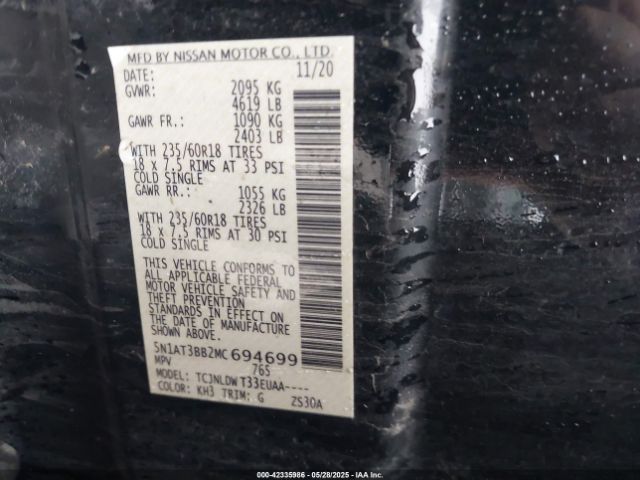 MFD BY NISSAN MOTOR CO., LTD.
DATE: 11/20
GVWR: 2095 KG
4619 LB
GAWR FR.: 1090 KG
2403 LB
WITH 235/60R18 TIRES
18 x 7.5 RIMS AT 33 PSI
COLD SINGLE
GAWR RR.: 1055 KG
2326 LB
WITH 235/60R18 TIRES
18 x 7.5 RIMS AT 30 PSI
COLD SINGLE
THIS VEHICLE CONFORMS TO
ALL APPLICABLE FEDERAL
MOTOR VEHICLE SAFETY AND
THEFT PREVENTION
STANDARDS IN EFFECT ON
THE DATE OF MANUFACTURE
SHOWN ABOVE.
5N1AT3BB2MC694699
MPV 765
MODEL: TCJNLDW T33EUAA----
COLOR: KH3 TRIM: G ZS30A
000-42335986 - 05/28/2025 - IAA Inc.